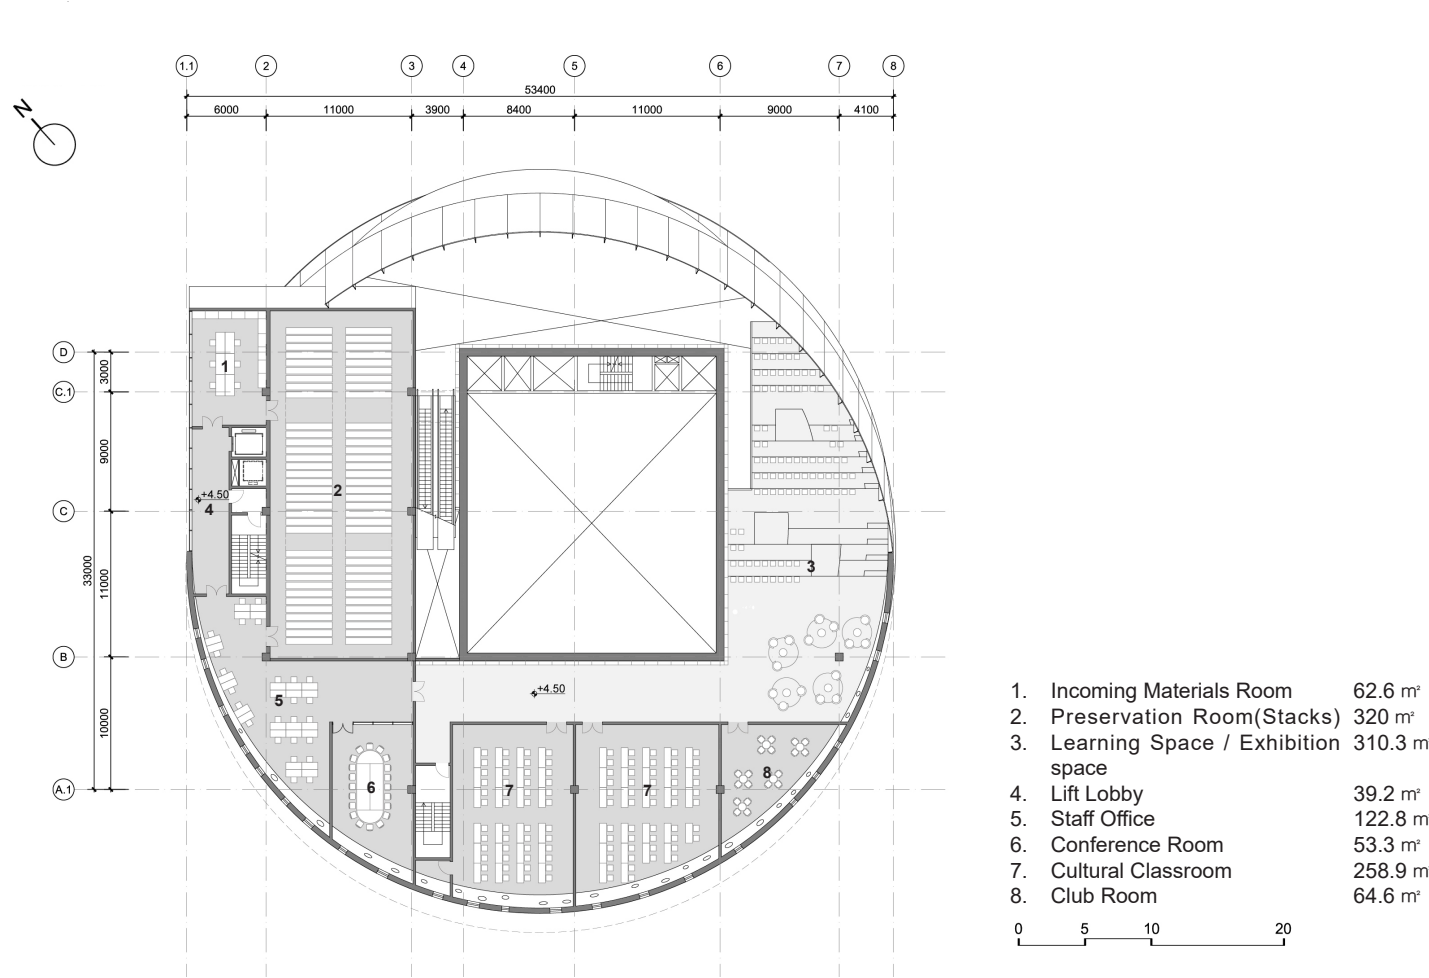 1.1 2 3 4 5 6 7 8
53400
6000 11000 3900 8400 11000 9000 4100
N
D
3000
C.1
1
9000
2
+4.50
4
C
33000
11000
3
B
+4.50
5
10000
8
A.1
6
7
7
1. Incoming Materials Room 62.6 m²
2. Preservation Room(Stacks) 320 m²
3. Learning Space / Exhibition 310.3 m
space
4. Lift Lobby 39.2 m²
5. Staff Office 122.8 m
6. Conference Room 53.3 m²
7. Cultural Classroom 258.9 m
8. Club Room 64.6 m²
0 5 10 20